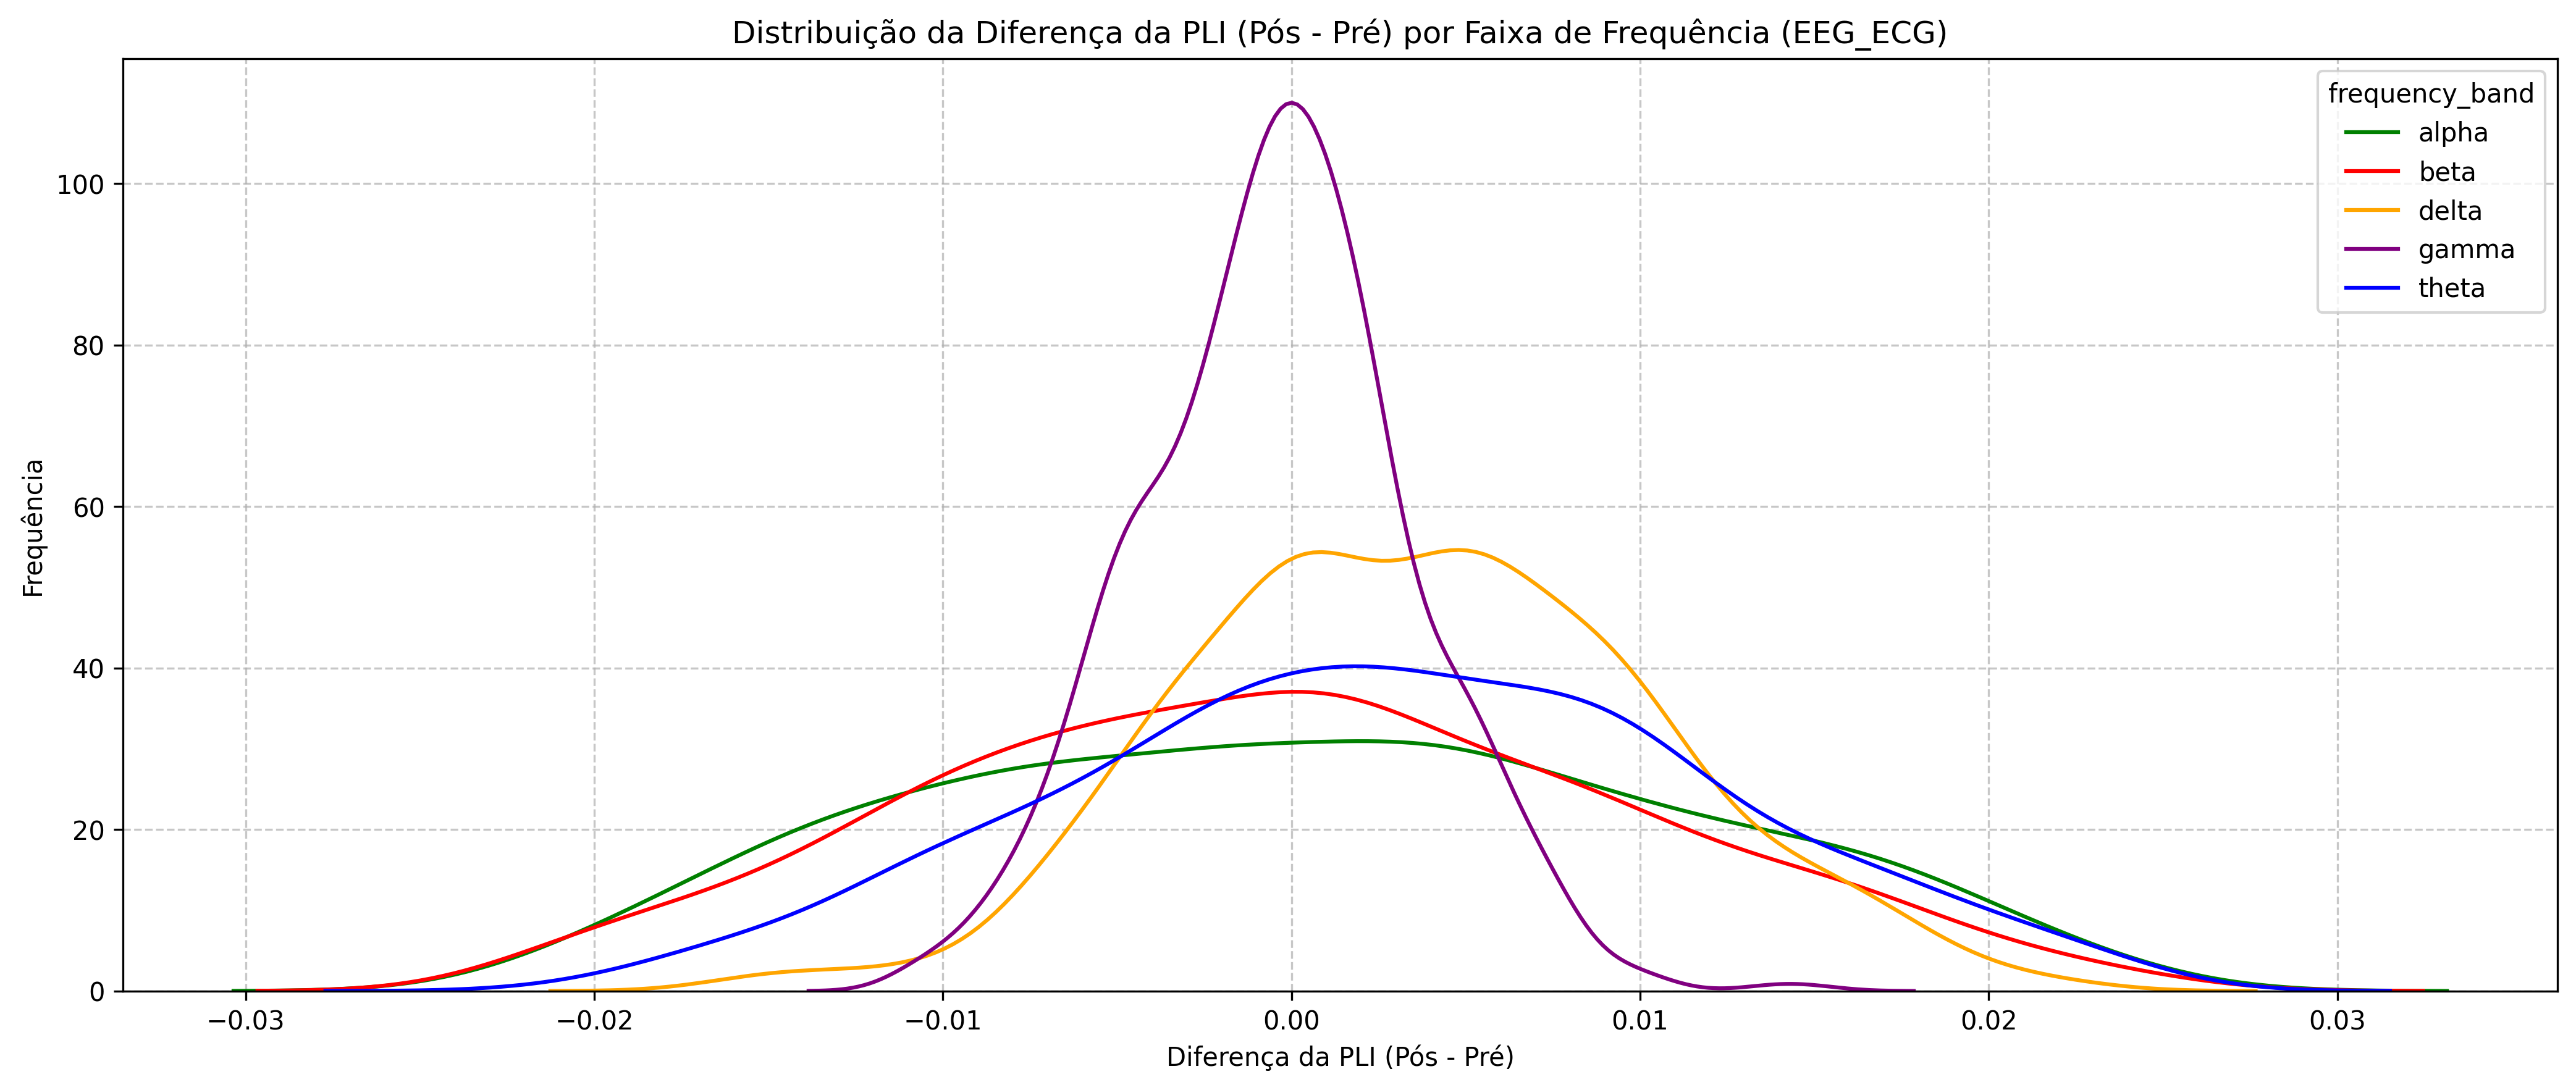 Distribuição da Diferença da PLI (Pós - Pré) por Faixa de Frequência (EEG_ECG)
frequency_band
alpha
beta
delta
gamma
theta
Frequência
100
80
60
40
20
0
−0.03 −0.02 −0.01 0.00 0.01 0.02 0.03
Diferença da PLI (Pós - Pré)